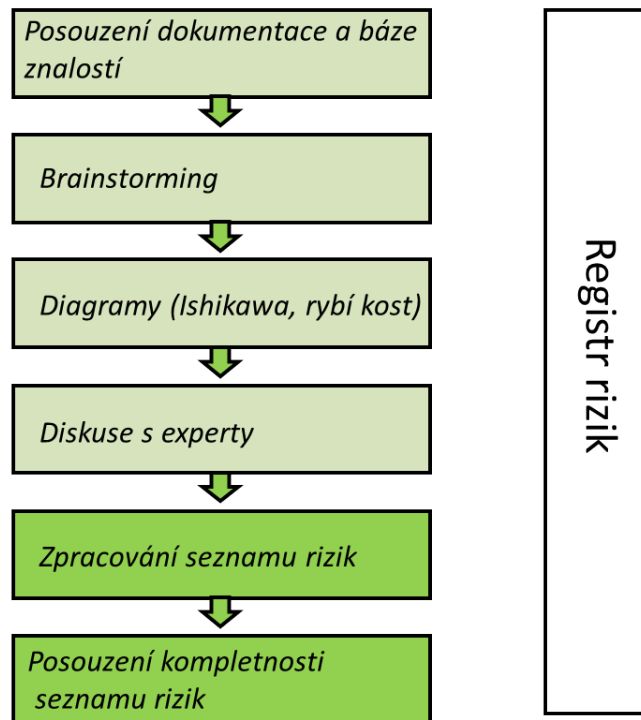 Posouzení dokumentace a báze
znalostí
Brainstorming
Diagramy (Ishikawa, rybí kost)
Diskuse s experty
Zpracování seznamu rizik
Posouzení kompletnosti
seznamu rizik
Registr rizik